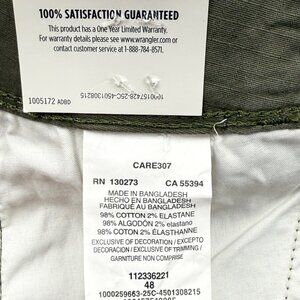 100% SATISFACTION GUARANTEED
This product has a One Year Limited Warranty.
For warranty details please see www.wrangler.com or
contact customer service at 1-888-784-8571.
1005172 A080
CARE307
RN 130273 CA 55394
MADE IN BANGLADESH
HECHO EN BANGLADESH
FABRIQUÉ AU BANGLADESH
98% COTTON 2% ELASTANE
98% ALGODÓN 2% elastano
98% COTON 2% ÉLASTHANNE
EXCLUSIVE OF DECORATION / EXCEPTO
DECORACIÓN / EXCLUSIVE OF TRIMMING /
GARNITURE NON COMPRISE
112336221
48
1000259663-25C-4501308215